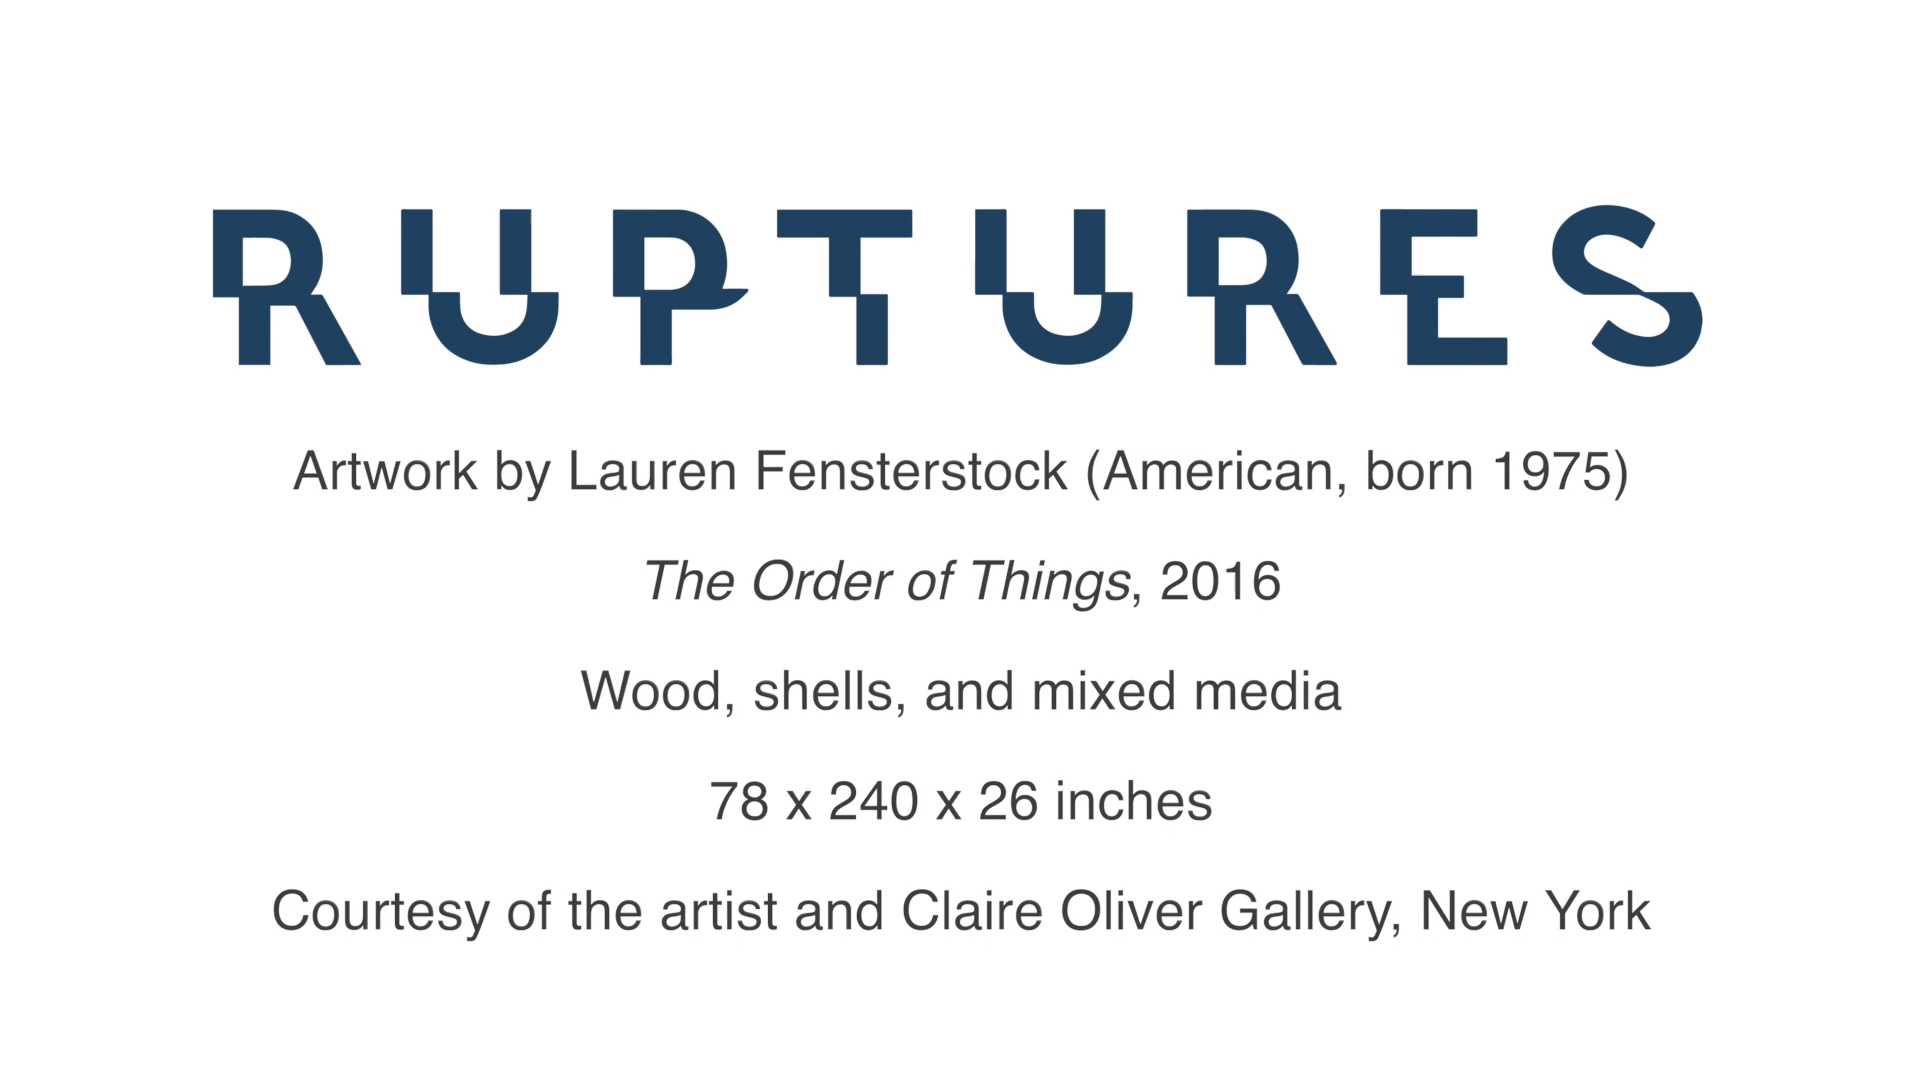 RUPTURES
Artwork by Lauren Fensterstock (American, born 1975)
The Order of Things, 2016
Wood, shells, and mixed media
78 x 240 x 26 inches
Courtesy of the artist and Claire Oliver Gallery, New York